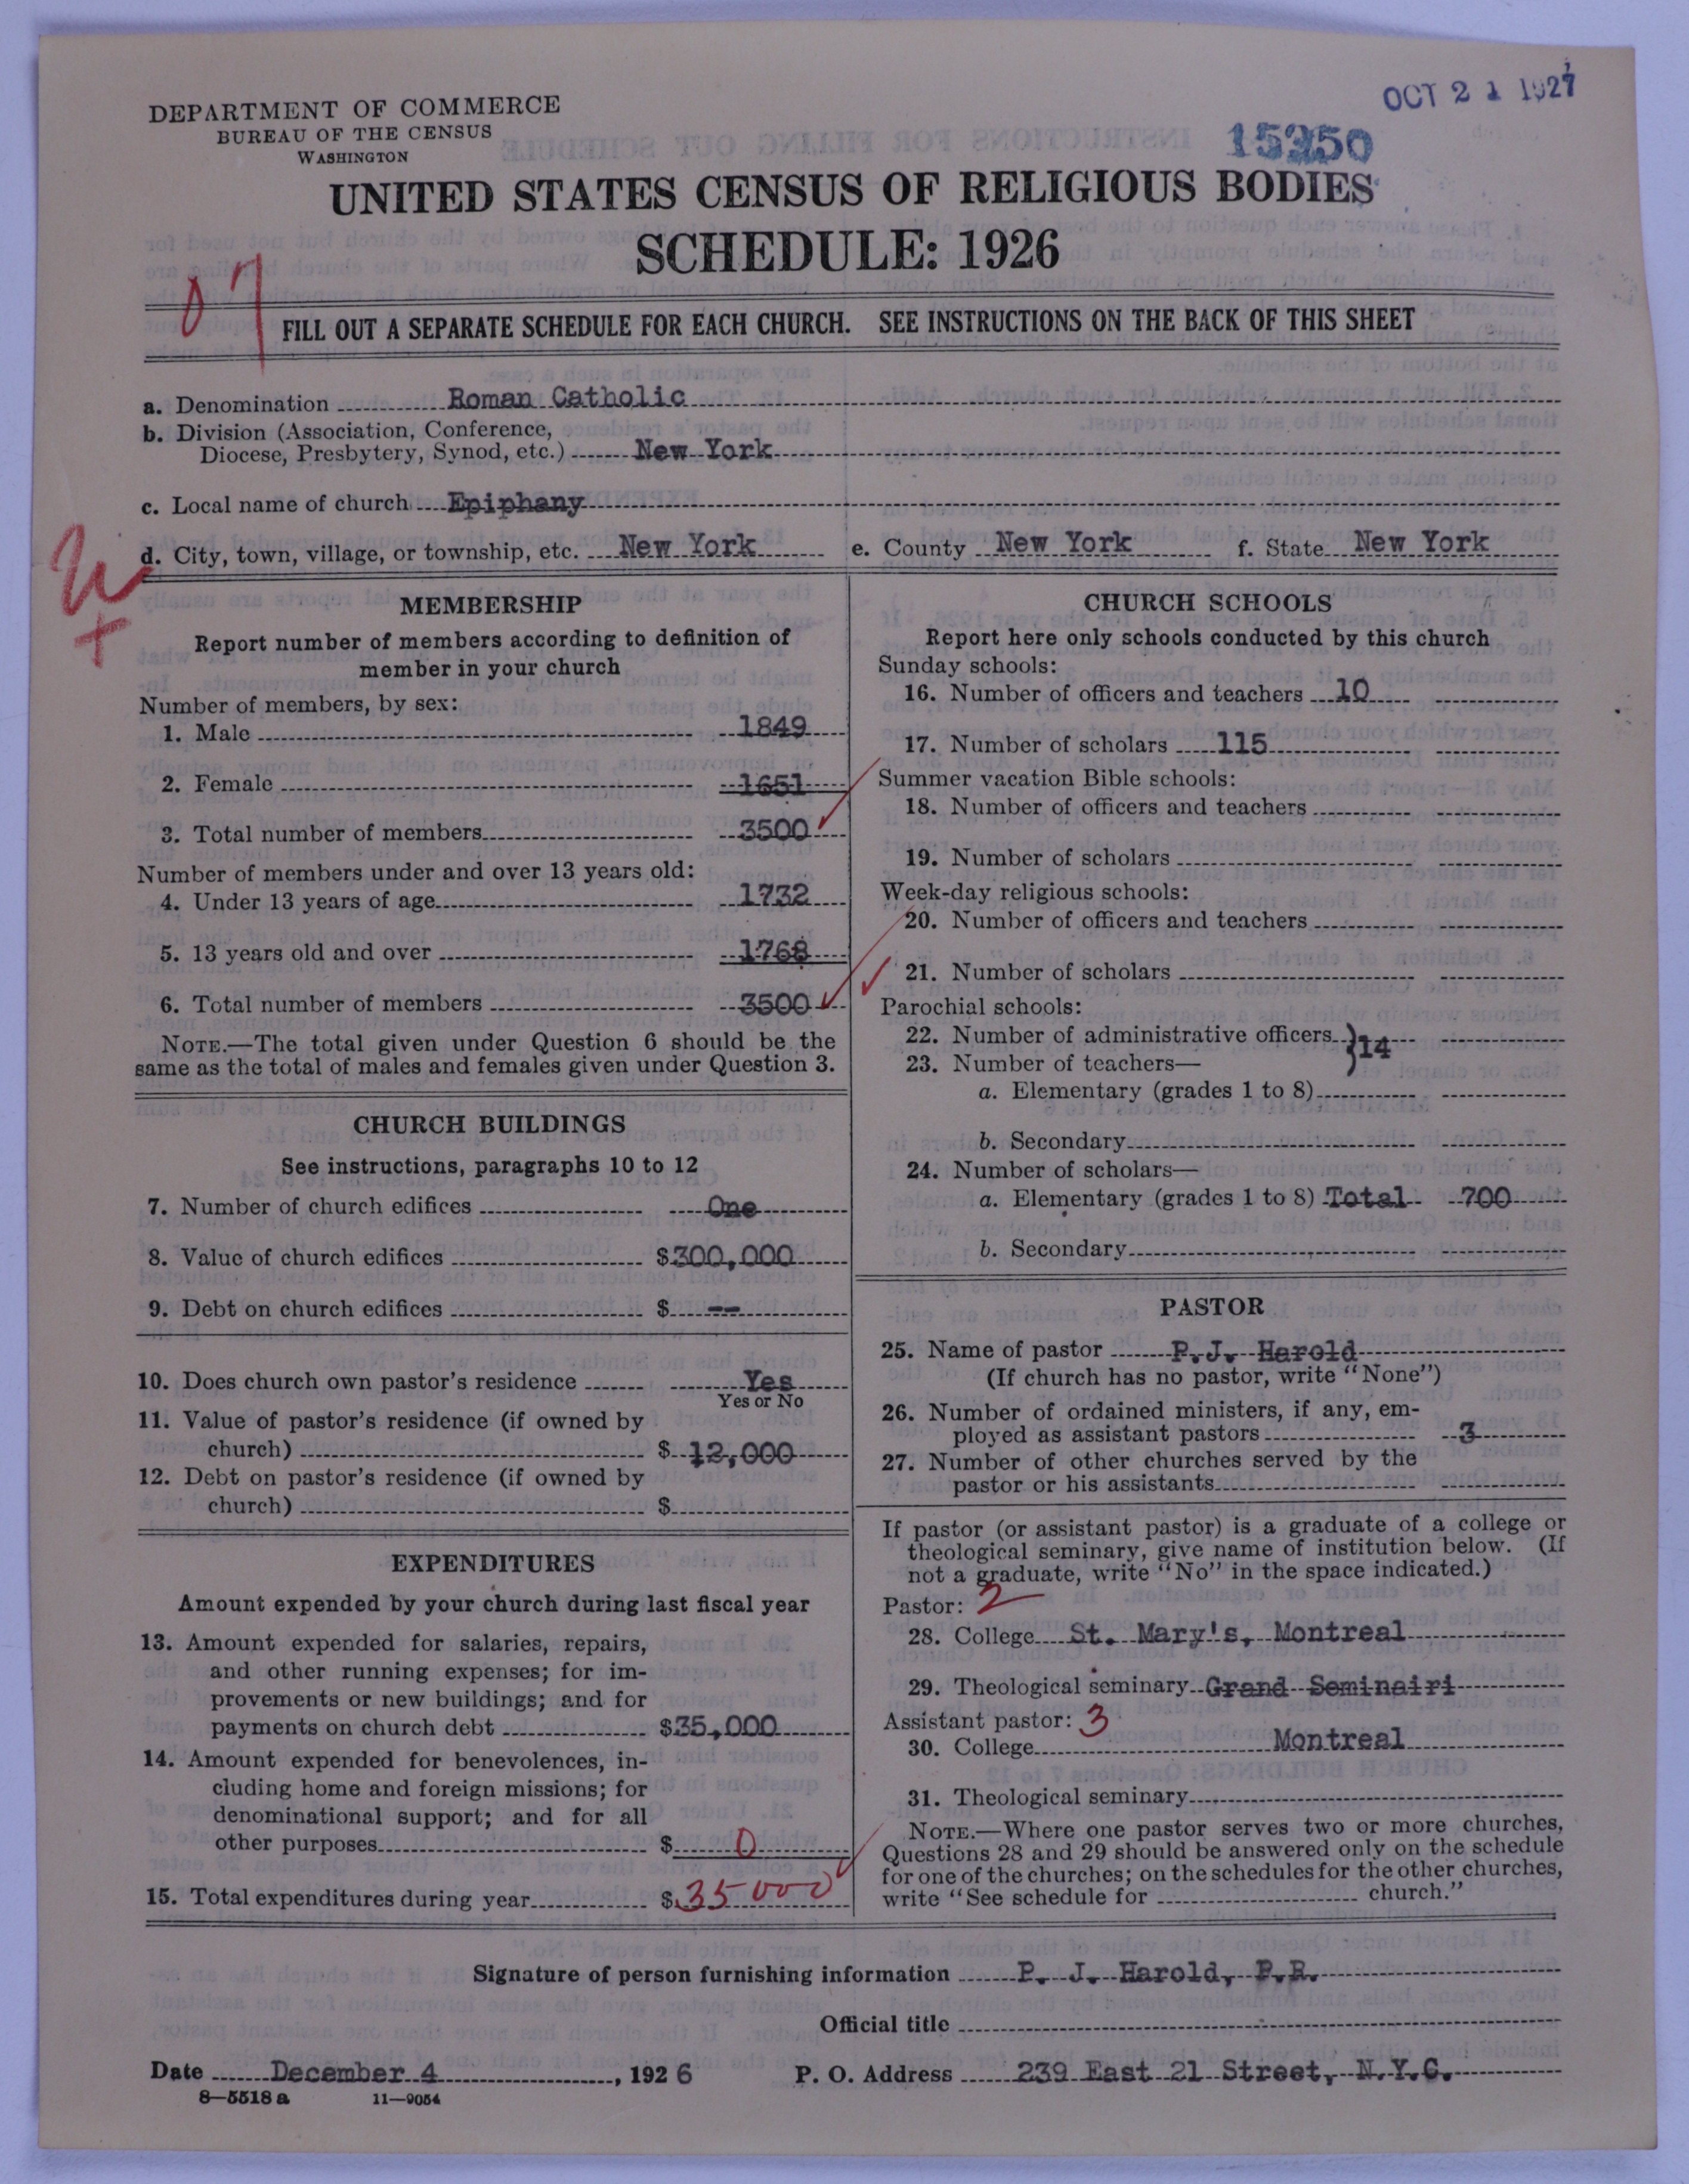 OCT 21 1927
DEPARTMENT OF COMMERCE
BUREAU OF THE CENSUS
WASHINGTON
15250
UNITED STATES CENSUS OF RELIGIOUS BODIES
SCHEDULE: 1926
07
FILL OUT A SEPARATE SCHEDULE FOR EACH CHURCH. SEE INSTRUCTIONS ON THE BACK OF THIS SHEET
a. Denomination Roman Catholic
b. Division (Association, Conference,
Diocese, Presbytery, Synod, etc.) New York
c. Local name of church Epiphany
d. City, town, village, or township, etc. New York e. County New York f. State New York
MEMBERSHIP
Report number of members according to definition of
member in your church
Number of members, by sex:
1. Male 1849
2. Female 1651
3. Total number of members 3500
Number of members under and over 13 years old:
4. Under 13 years of age 1732
5. 13 years old and over 1768
6. Total number of members 3500
NOTE.—The total given under Question 6 should be the
same as the total of males and females given under Question 3.
CHURCH BUILDINGS
See instructions, paragraphs 10 to 12
7. Number of church edifices One
8. Value of church edifices $300,000
9. Debt on church edifices $ --
10. Does church own pastor's residence Yes
Yes or No
11. Value of pastor's residence (if owned by
church) $ 12,000
12. Debt on pastor's residence (if owned by
church) $
EXPENDITURES
Amount expended by your church during last fiscal year
13. Amount expended for salaries, repairs,
and other running expenses; for im-
provements or new buildings; and for
payments on church debt $35,000
14. Amount expended for benevolences, in-
cluding home and foreign missions; for
denominational support; and for all
other purposes $ 0
15. Total expenditures during year $ 35000
CHURCH SCHOOLS
Report here only schools conducted by this church
Sunday schools:
16. Number of officers and teachers 10
17. Number of scholars 115
Summer vacation Bible schools:
18. Number of officers and teachers
19. Number of scholars
Week-day religious schools:
20. Number of officers and teachers
21. Number of scholars
Parochial schools:
22. Number of administrative officers }14
23. Number of teachers—
a. Elementary (grades 1 to 8)
b. Secondary
24. Number of scholars—
a. Elementary (grades 1 to 8) Total 700
b. Secondary
PASTOR
25. Name of pastor P.J. Harold
(If church has no pastor, write "None")
26. Number of ordained ministers, if any, em-
ployed as assistant pastors 3
27. Number of other churches served by the
pastor or his assistants
If pastor (or assistant pastor) is a graduate of a college or
theological seminary, give name of institution below. (If
not a graduate, write "No" in the space indicated.)
Pastor: 2
28. College St. Mary's, Montreal
29. Theological seminary Grand Seminairi
Assistant pastor: 3
30. College Montreal
31. Theological seminary
NOTE.—Where one pastor serves two or more churches,
Questions 28 and 29 should be answered only on the schedule
for one of the churches; on the schedules for the other churches,
write "See schedule for church."
Signature of person furnishing information P. J. Harold, P.R.
Official title
Date December 4, 1926 P. O. Address 239 East 21 Street, N.Y.C.
8—5518a 11—9054